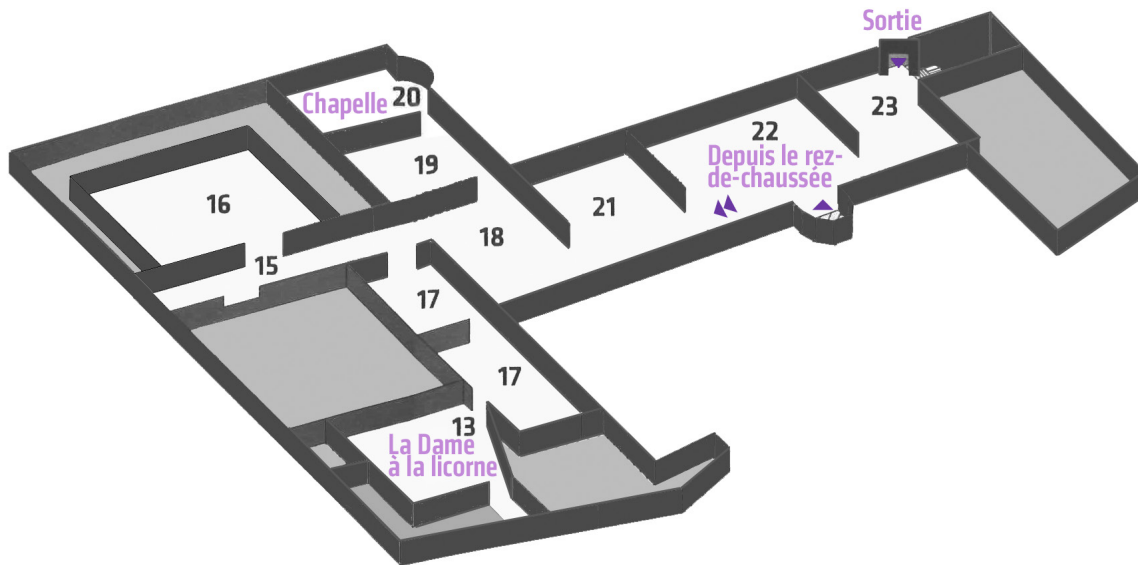 Sortie
20
Chapelle
23
22
19
Depuis le rez-
de-chaussée
16
21
18
15
17
17
13
La Dame
à la licorne